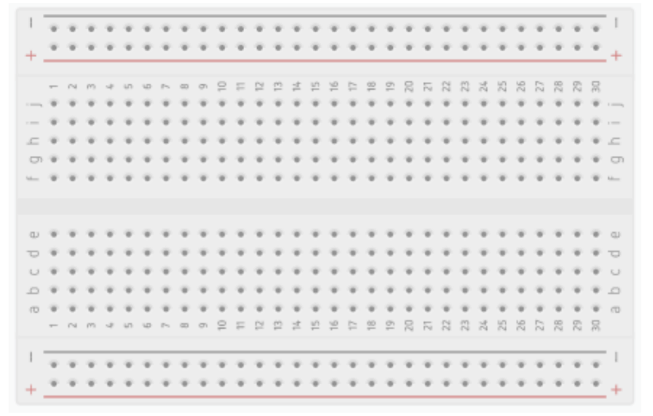 − −
+ +
1 2 3 4 5 6 7 8 9 10 11 12 13 14 15 16 17 18 19 20 21 22 23 24 25 26 27 28 29 30
j j
i i
h h
g g
f f
e e
d d
c c
b b
a a
1 2 3 4 5 6 7 8 9 10 11 12 13 14 15 16 17 18 19 20 21 22 23 24 25 26 27 28 29 30
− −
+ +